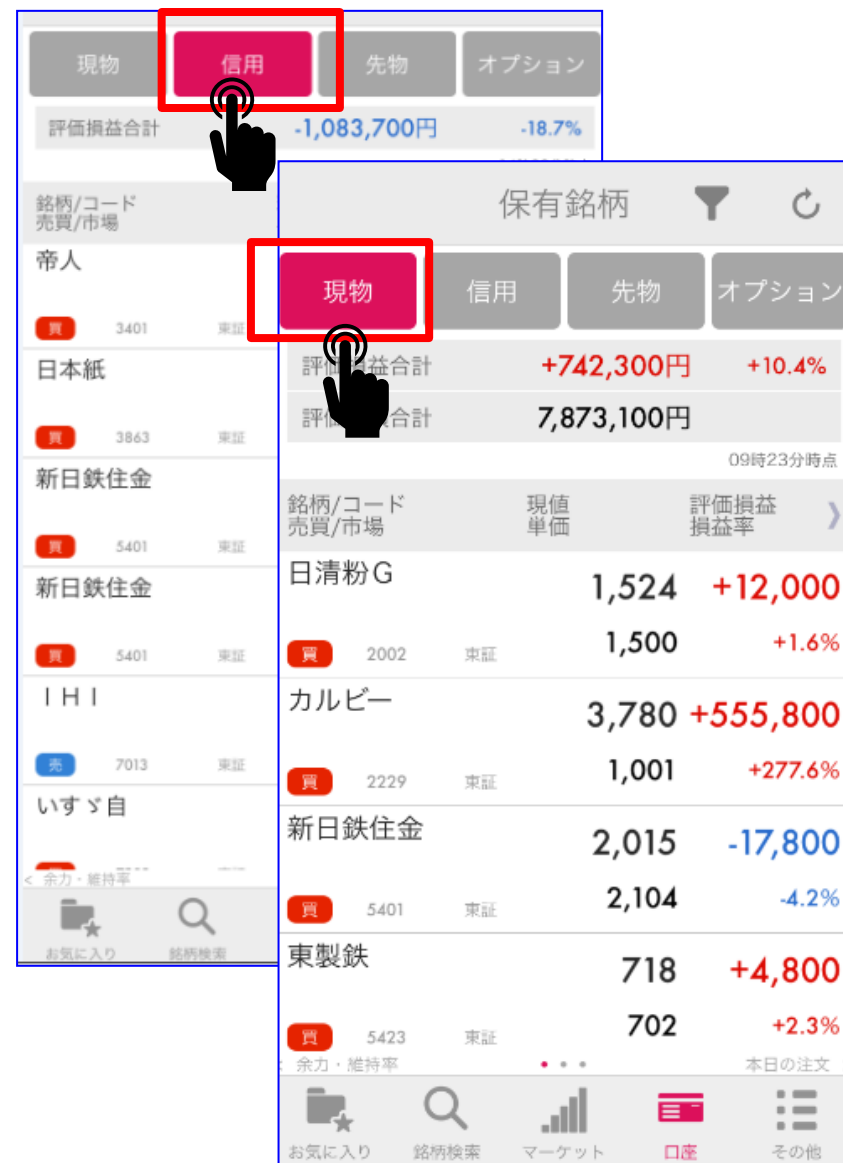 現物 信用 先物 オプション
評価損益合計 -1,083,700円 -18.7%
銘柄/コード
売買/市場
帝人
買 3401 東証
日本紙
買 3863 東証
新日鉄住金
買 5401 東証
新日鉄住金
買 5401 東証
ＩＨＩ
売 7013 東証
いすゞ自
< 余力・維持率
お気に入り 銘柄検索
保有銘柄
現物 信用 先物 オプション
評価損益合計 +742,300円 +10.4%
評価 合計 7,873,100円
09時23分時点
銘柄/コード 現値 評価損益
売買/市場 単価 損益率
日清粉Ｇ 1,524 +12,000
買 2002 東証 1,500 +1.6%
カルビー 3,780 +555,800
買 2229 東証 1,001 +277.6%
新日鉄住金 2,015 -17,800
買 5401 東証 2,104 -4.2%
東製鉄 718 +4,800
買 5423 東証 702 +2.3%
余力・維持率 本日の注文
お気に入り 銘柄検索 マーケット 口座 その他